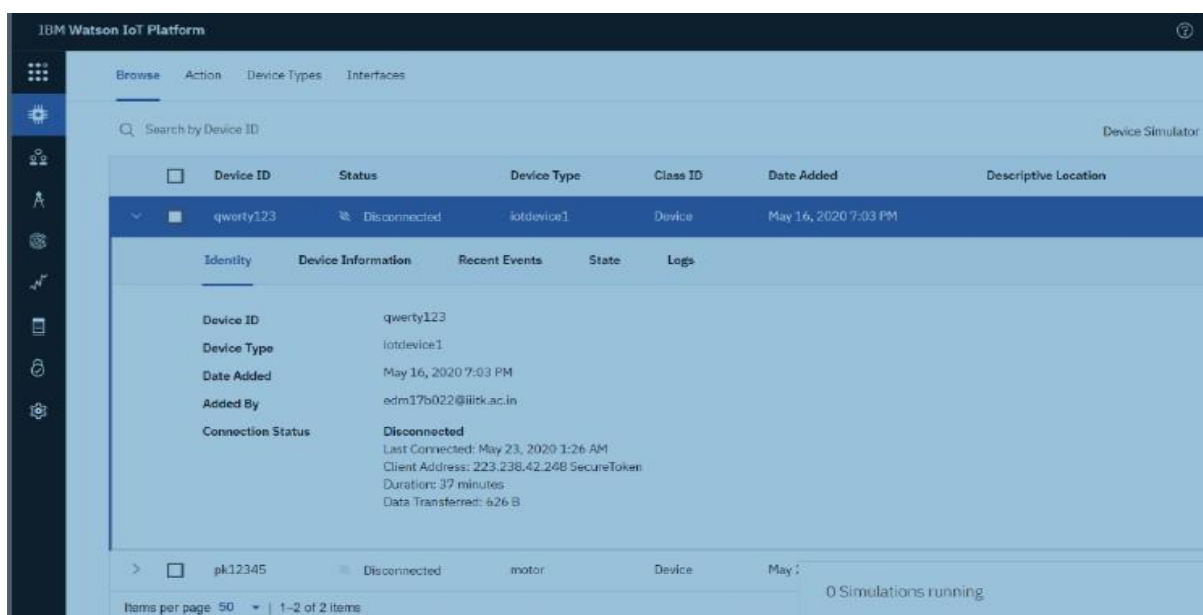 IBM Watson IoT Platform
Browse Action Device Types Interfaces
Search by Device ID
Device Simulator
Device ID Status Device Type Class ID Date Added Descriptive Location
qwerty123 Disconnected iotdevice1 Device May 16, 2020 7:03 PM
Identity Device Information Recent Events State Logs
Device ID qwerty123
Device Type iotdevice1
Date Added May 16, 2020 7:03 PM
Added By edm17b022@iiitk.ac.in
Connection Status Disconnected
Last Connected: May 23, 2020 1:26 AM
Client Address: 223.238.42.248 SecureToken
Duration: 37 minutes
Data Transferred: 626 B
pk12345 Disconnected motor Device May
0 Simulations running
Items per page 50 | 1–2 of 2 items